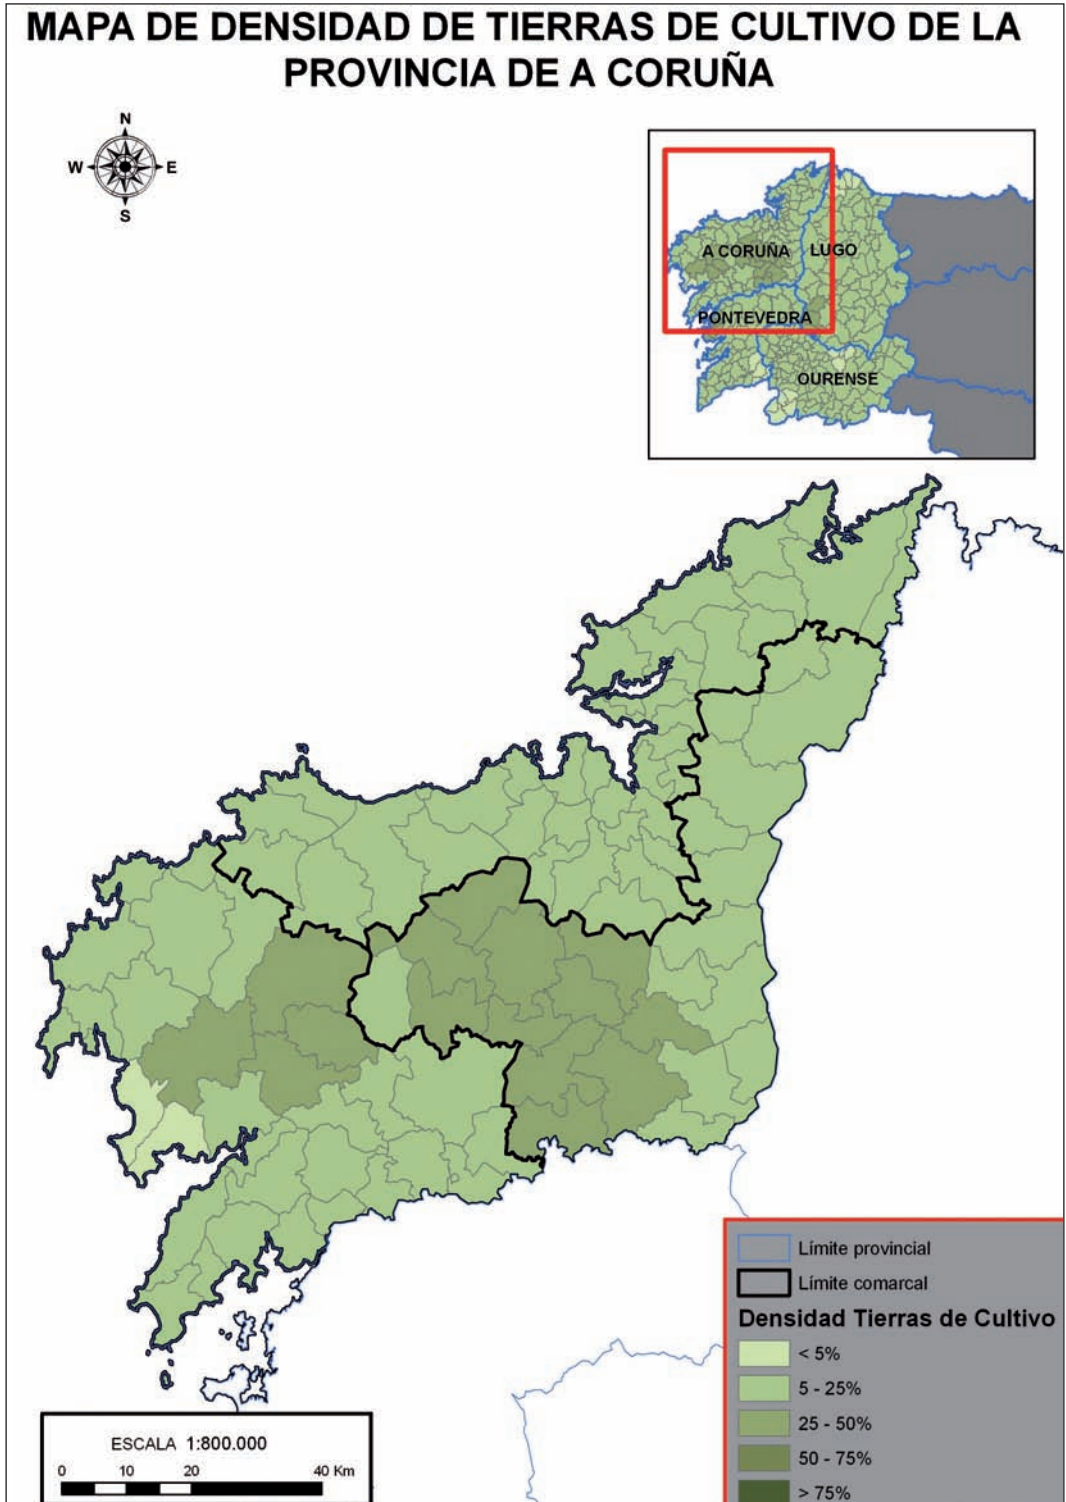 MAPA DE DENSIDAD DE TIERRAS DE CULTIVO DE LA
PROVINCIA DE A CORUÑA
N
W E
S
A CORUÑA LUGO
PONTEVEDRA
OURENSE
Límite provincial
Límite comarcal
Densidad Tierras de Cultivo
< 5%
5 - 25%
25 - 50%
50 - 75%
> 75%
ESCALA 1:800.000
0 10 20 40 Km